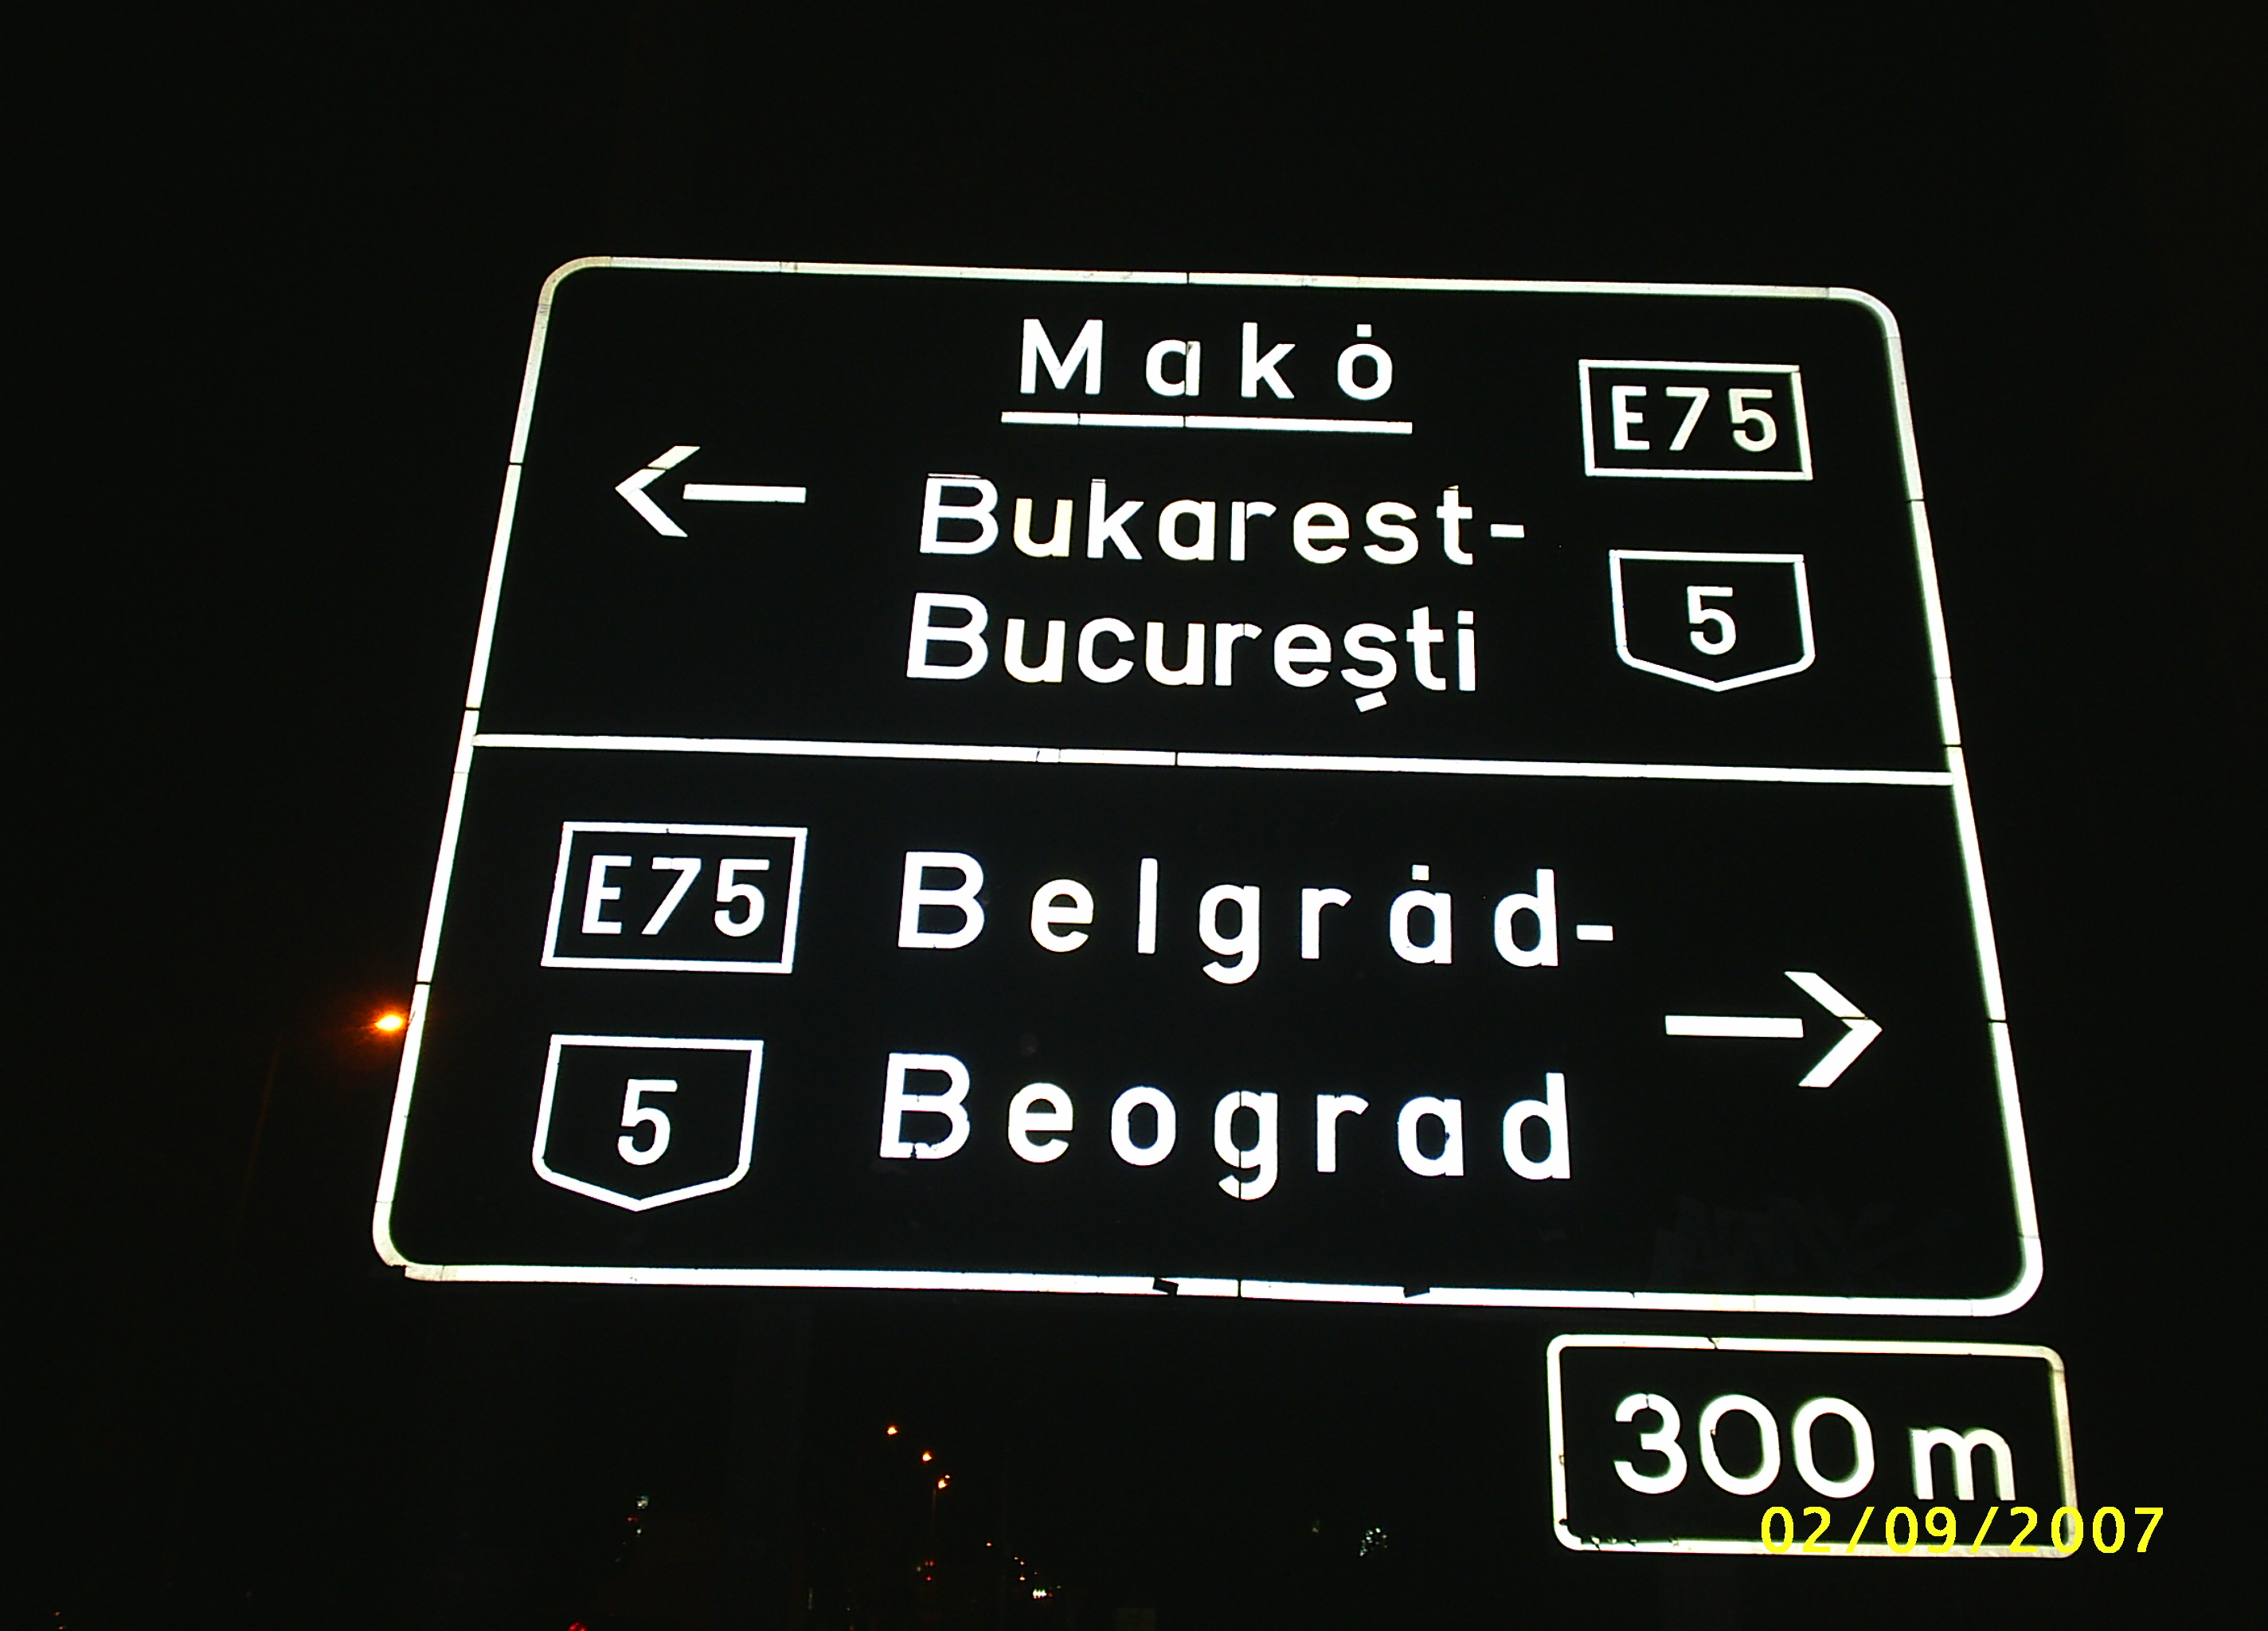 Makó
E75
Bukarest-
București
5
E75
Belgrád-
5
Beograd
300 m
02/09/2007